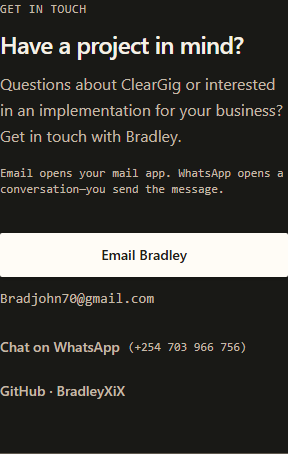 GET IN TOUCH
Have a project in mind?
Questions about ClearGig or interested
in an implementation for your business?
Get in touch with Bradley.
Email opens your mail app. WhatsApp opens a
conversation—you send the message.
Email Bradley
Bradjohn70@gmail.com
Chat on WhatsApp (+254 703 966 756)
GitHub · BradleyXiX